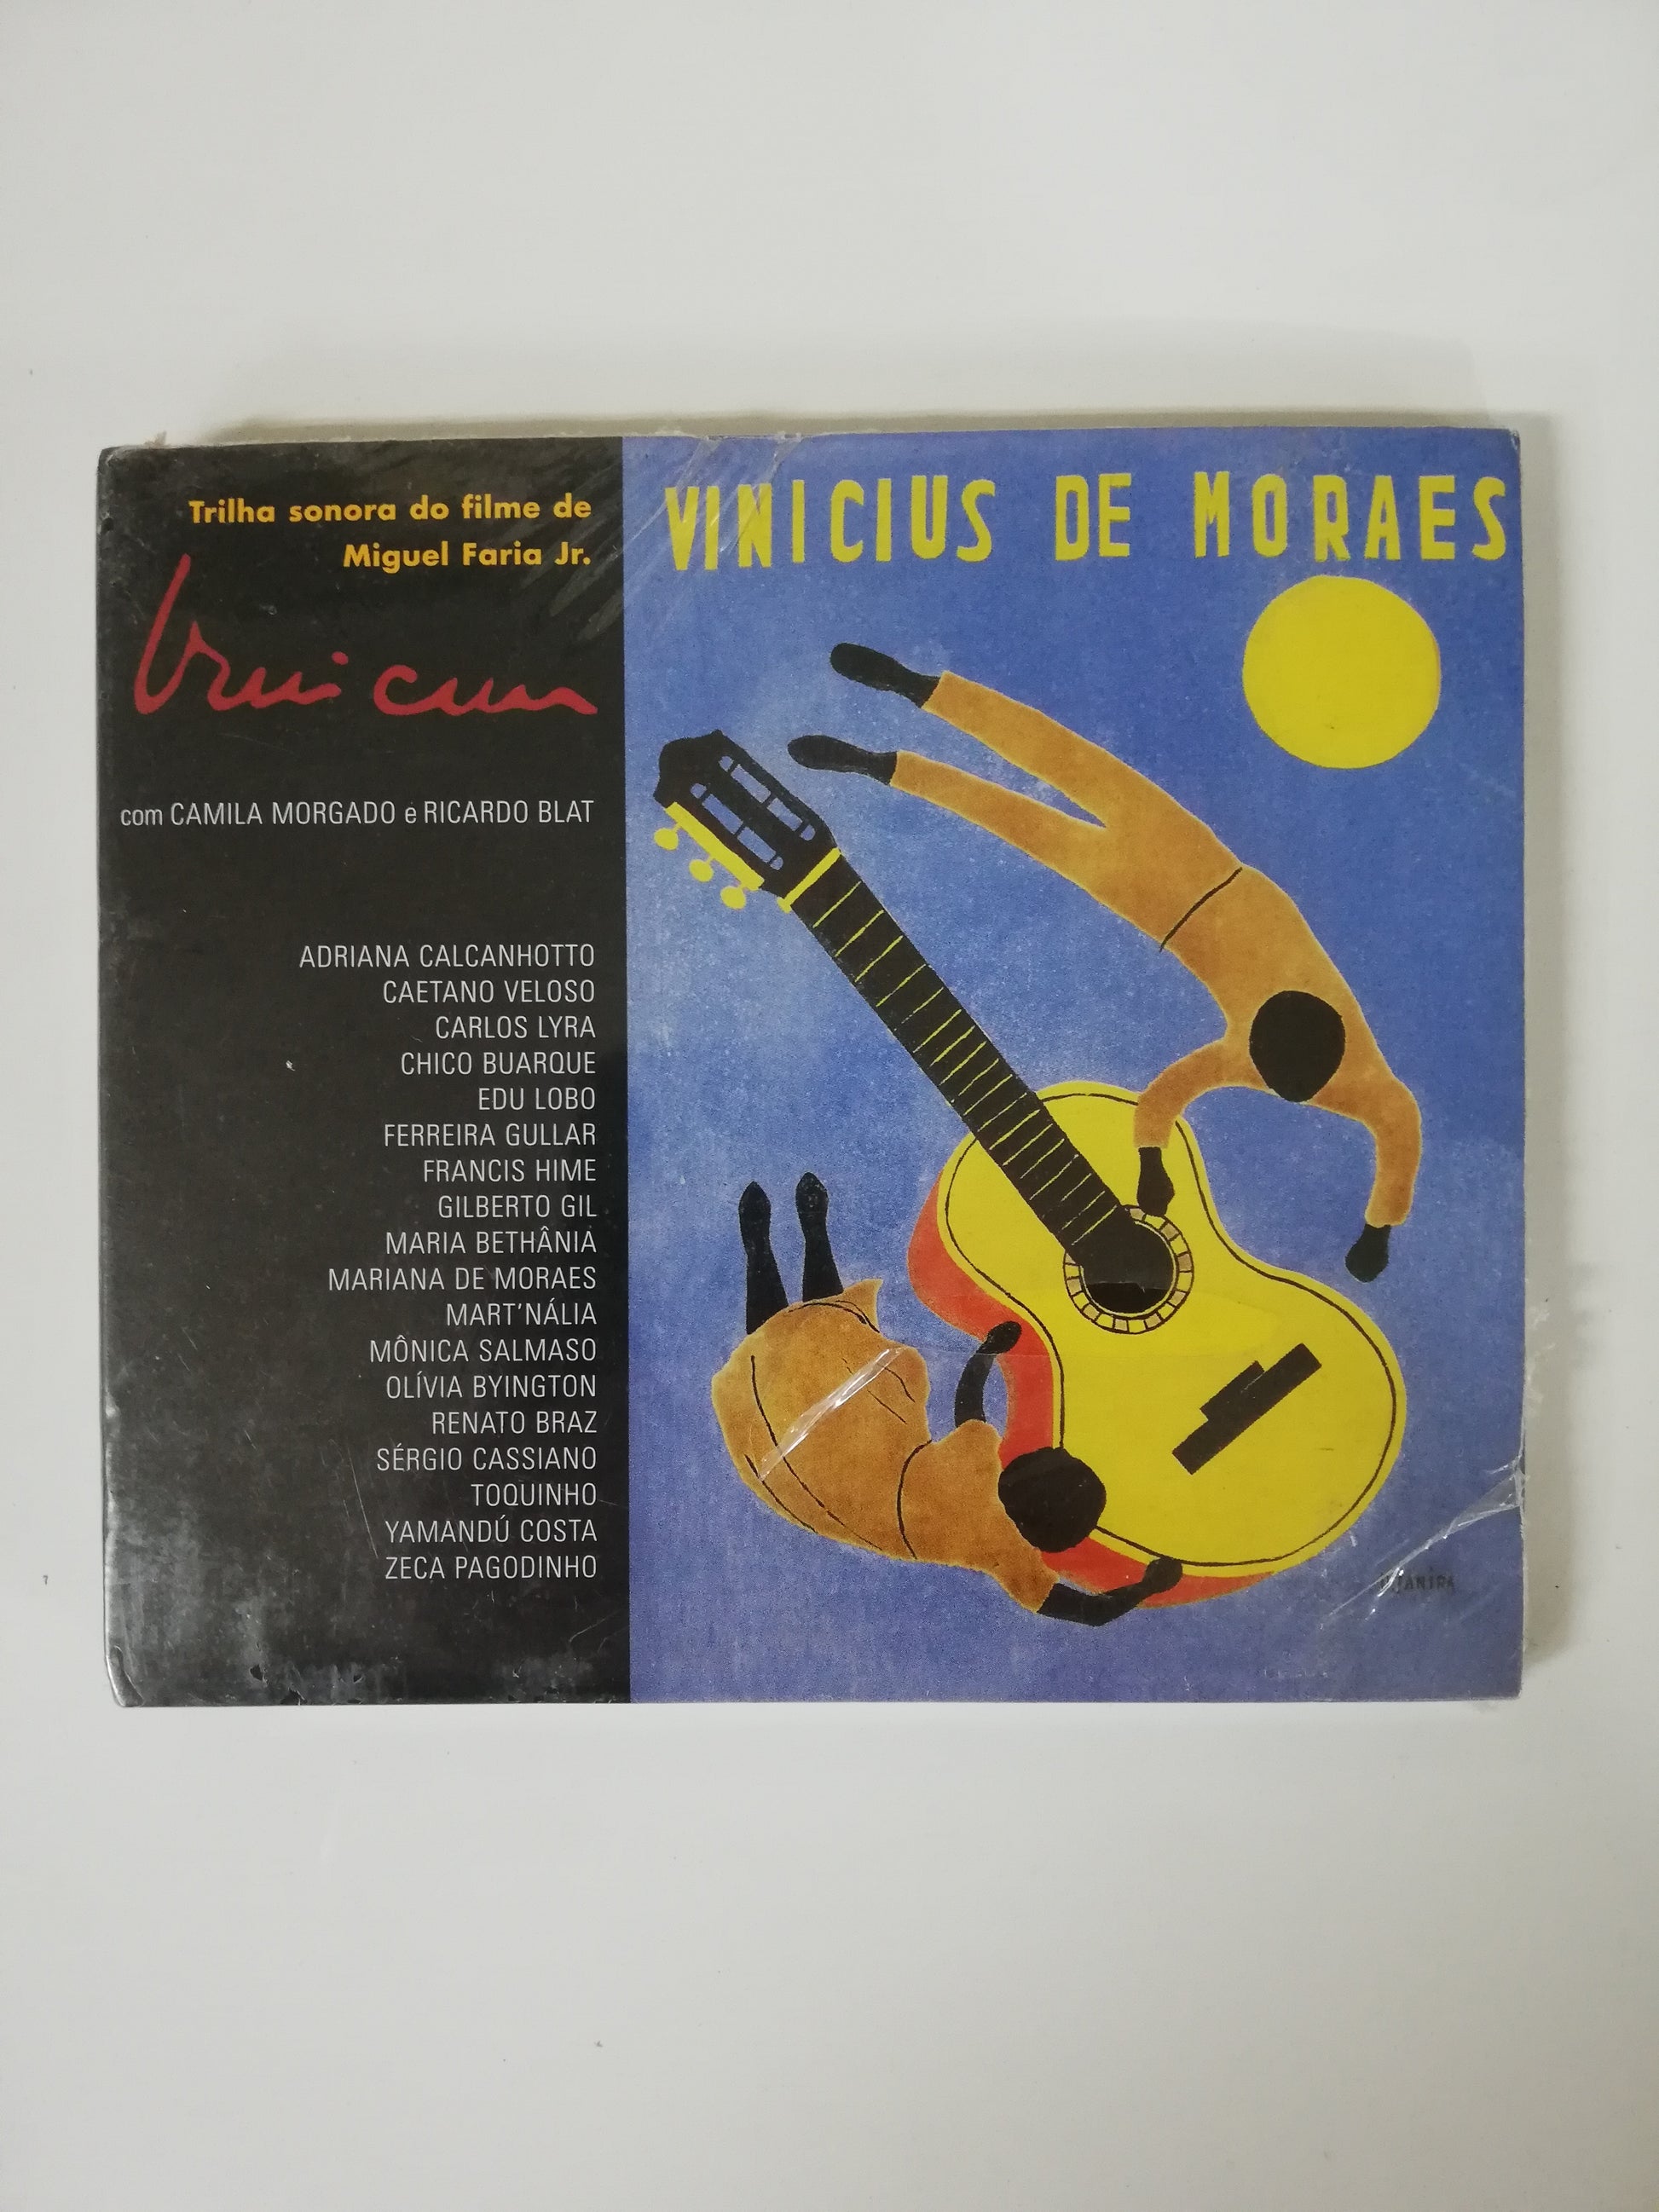 Trilha sonora do filme de
Miguel Faria Jr.
Vinicius
com CAMILA MORGADO e RICARDO BLAT
ADRIANA CALCANHOTTO
CAETANO VELOSO
CARLOS LYRA
CHICO BUARQUE
EDU LOBO
FERREIRA GULLAR
FRANCIS HIME
GILBERTO GIL
MARIA BETHÂNIA
MARIANA DE MORAES
MART'NÁLIA
MÔNICA SALMASO
OLÍVIA BYINGTON
RENATO BRAZ
SÉRGIO CASSIANO
TOQUINHO
YAMANDÚ COSTA
ZECA PAGODINHO
VINICIUS DE MORAES